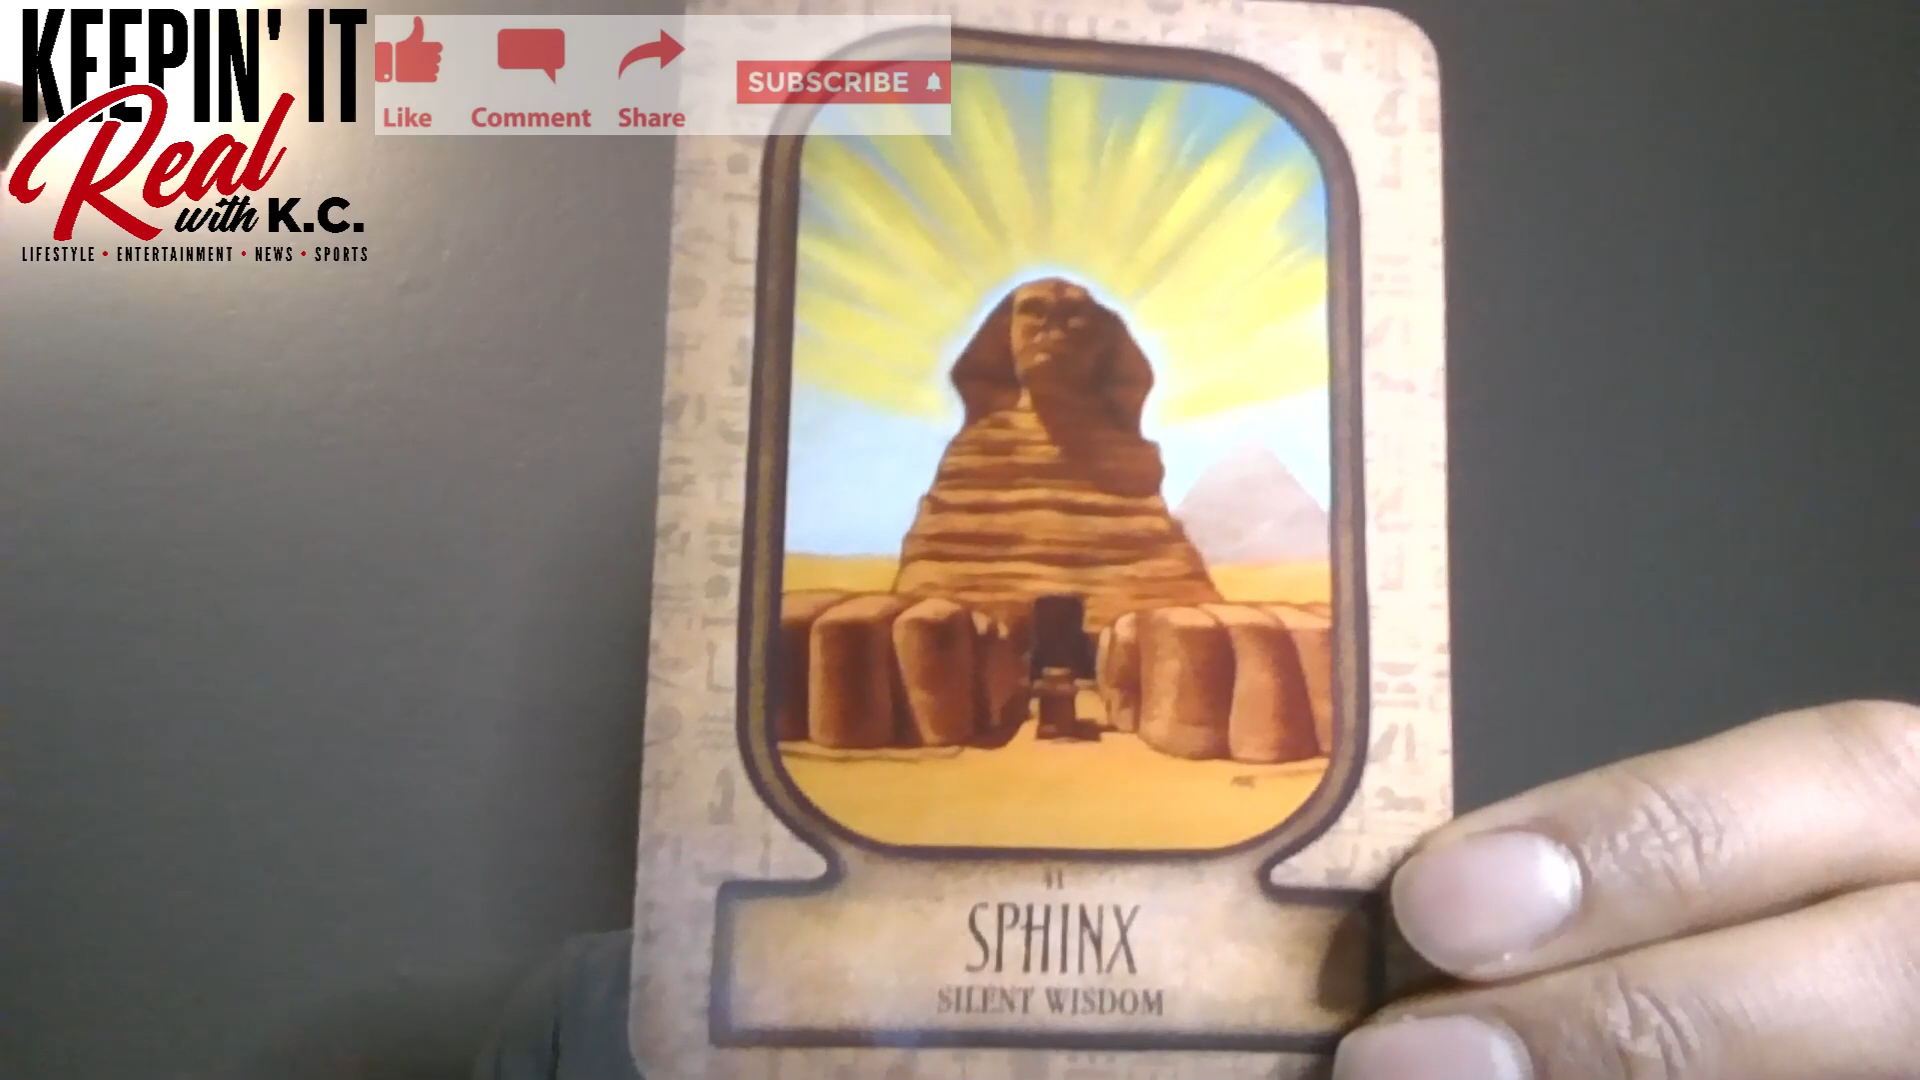 KEEPIN' IT
Real
with K.C.
LIFESTYLE • ENTERTAINMENT • NEWS • SPORTS
Like
Comment
Share
SUBSCRIBE
SPHINX
SILENT WISDOM